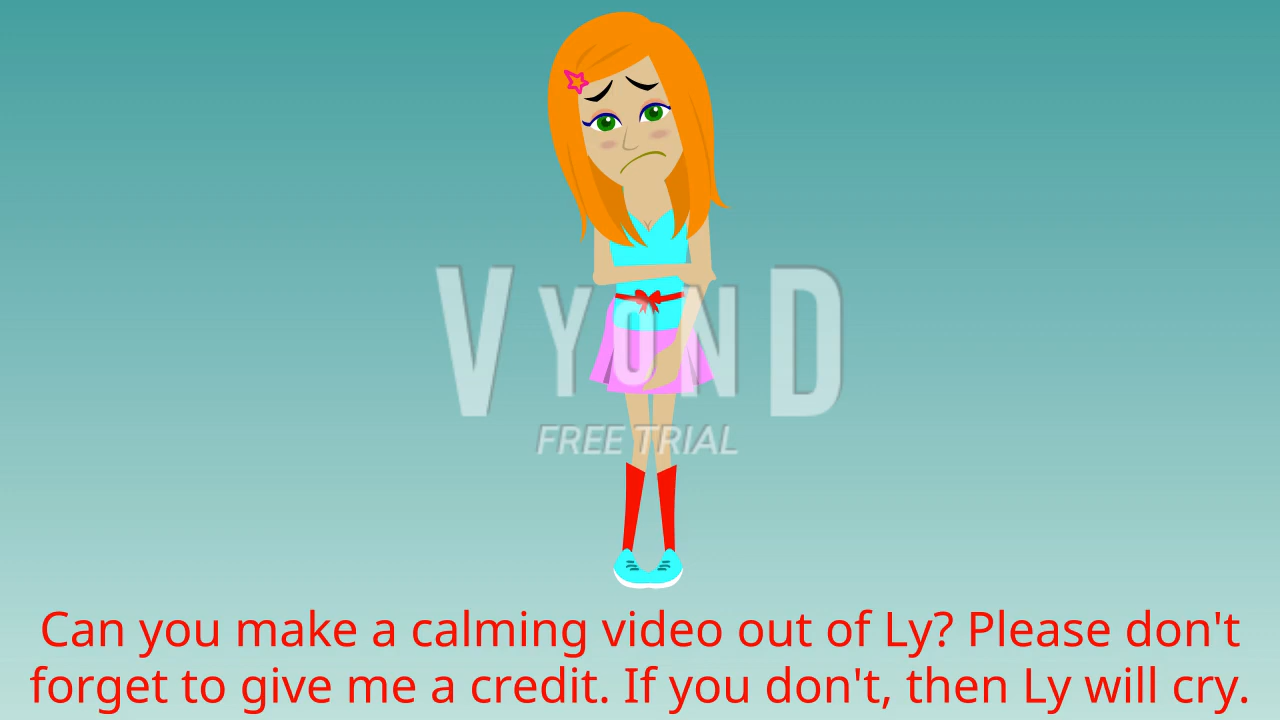 VYOND
FREE TRIAL
Can you make a calming video out of Ly? Please don't
forget to give me a credit. If you don't, then Ly will cry.